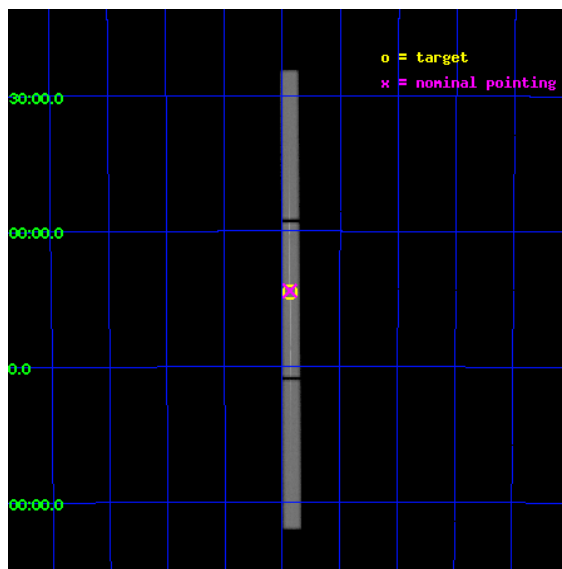 o = target
x = nominal pointing
30:00.0
00:00.0
0.0
00:00.0